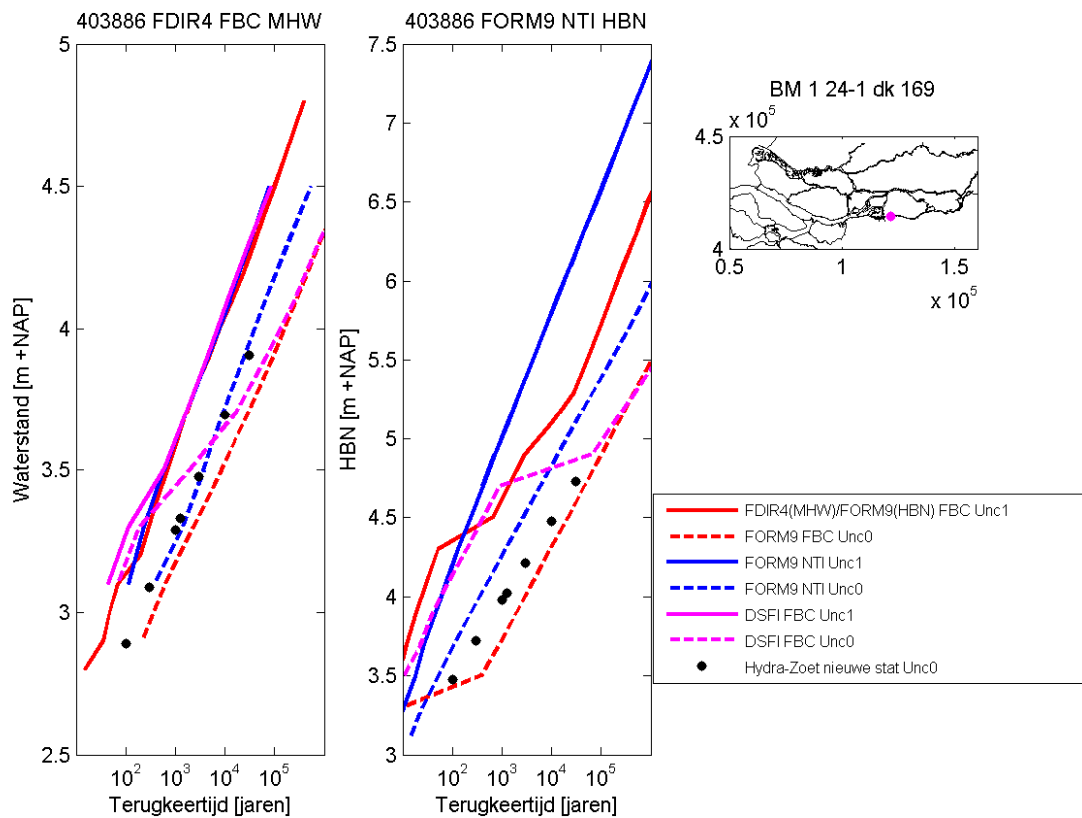 403886 FDIR4 FBC MHW
5
4.5
4
3.5
3
2.5
Waterstand [m +NAP]
10^2 10^3 10^4 10^5
Terugkeertijd [jaren]
403886 FORM9 NTI HBN
7.5
7
6.5
6
5.5
5
4.5
4
3.5
3
HBN [m +NAP]
10^2 10^3 10^4 10^5
Terugkeertijd [jaren]
BM 1 24-1 dk 169
x 10^5
4.5
4
0.5 1 1.5
x 10^5
FDIR4(MHW)/FORM9(HBN) FBC Unc1
FORM9 FBC Unc0
FORM9 NTI Unc1
FORM9 NTI Unc0
DSFI FBC Unc1
DSFI FBC Unc0
Hydra-Zoet nieuwe stat Unc0